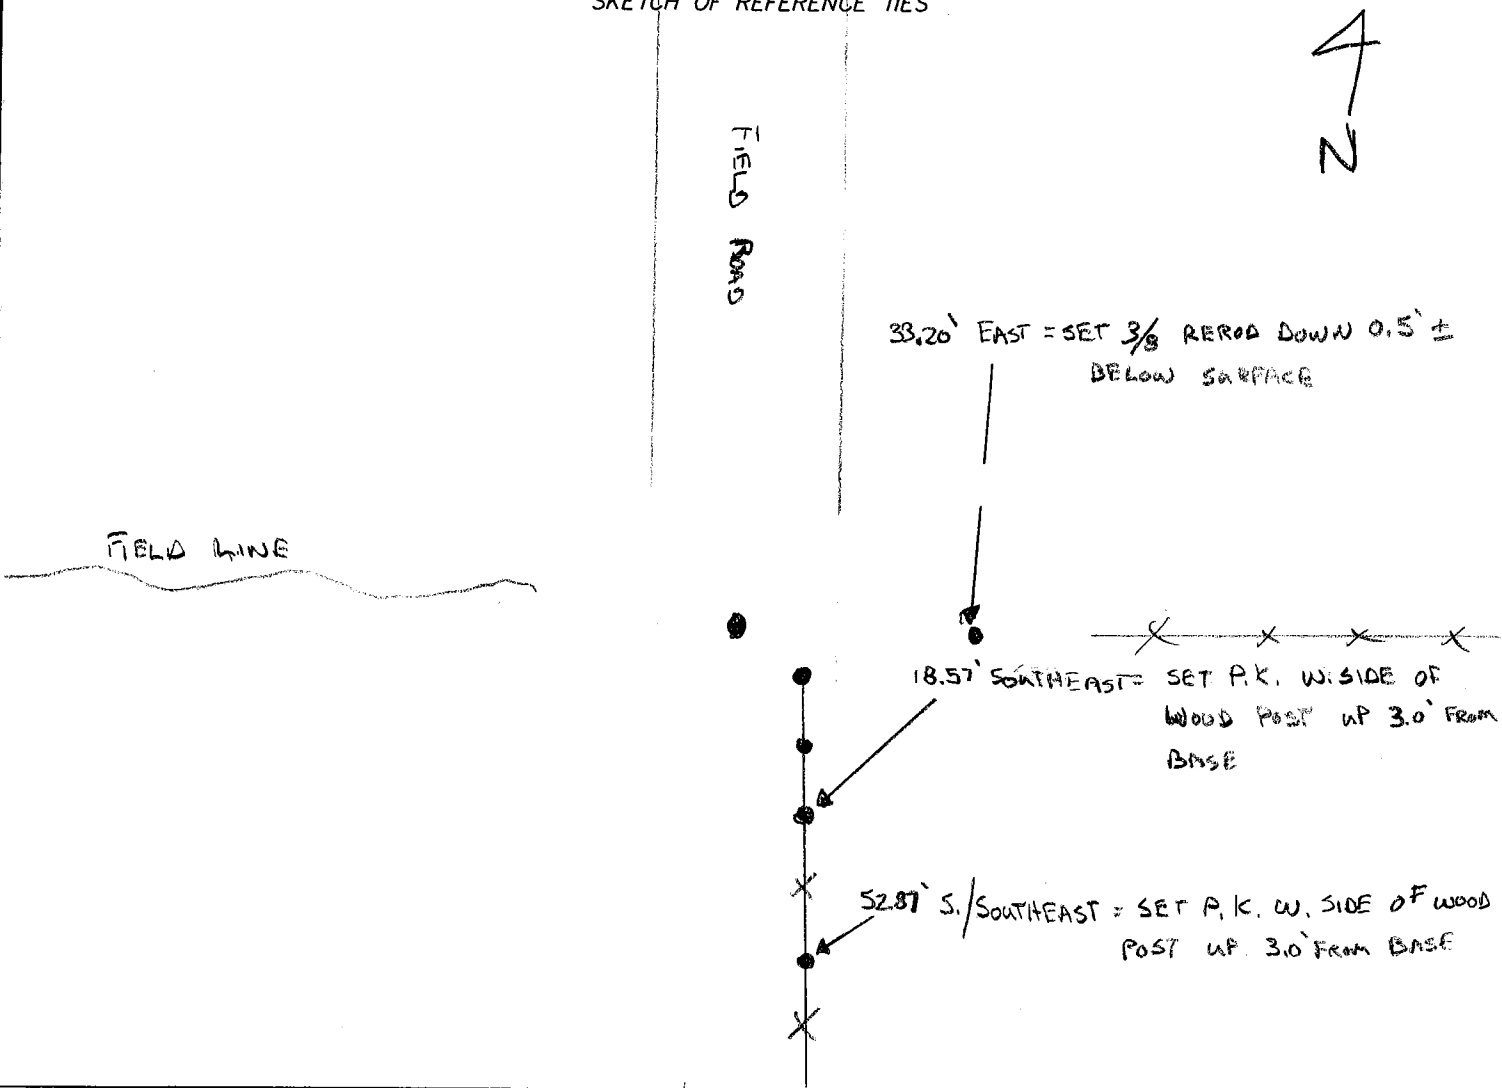 SKETCH OF REFERENCE TIES
N
FIELD ROAD
33.20' EAST = SET 3/8 REROD DOWN 0.5' ±
BELOW SURFACE
FIELD LINE
18.57' SOUTHEAST = SET P.K. W. SIDE OF
WOOD POST UP 3.0' FROM
BASE
52.87' S./SOUTHEAST = SET P.K. W. SIDE OF WOOD
POST UP 3.0' FROM BASE